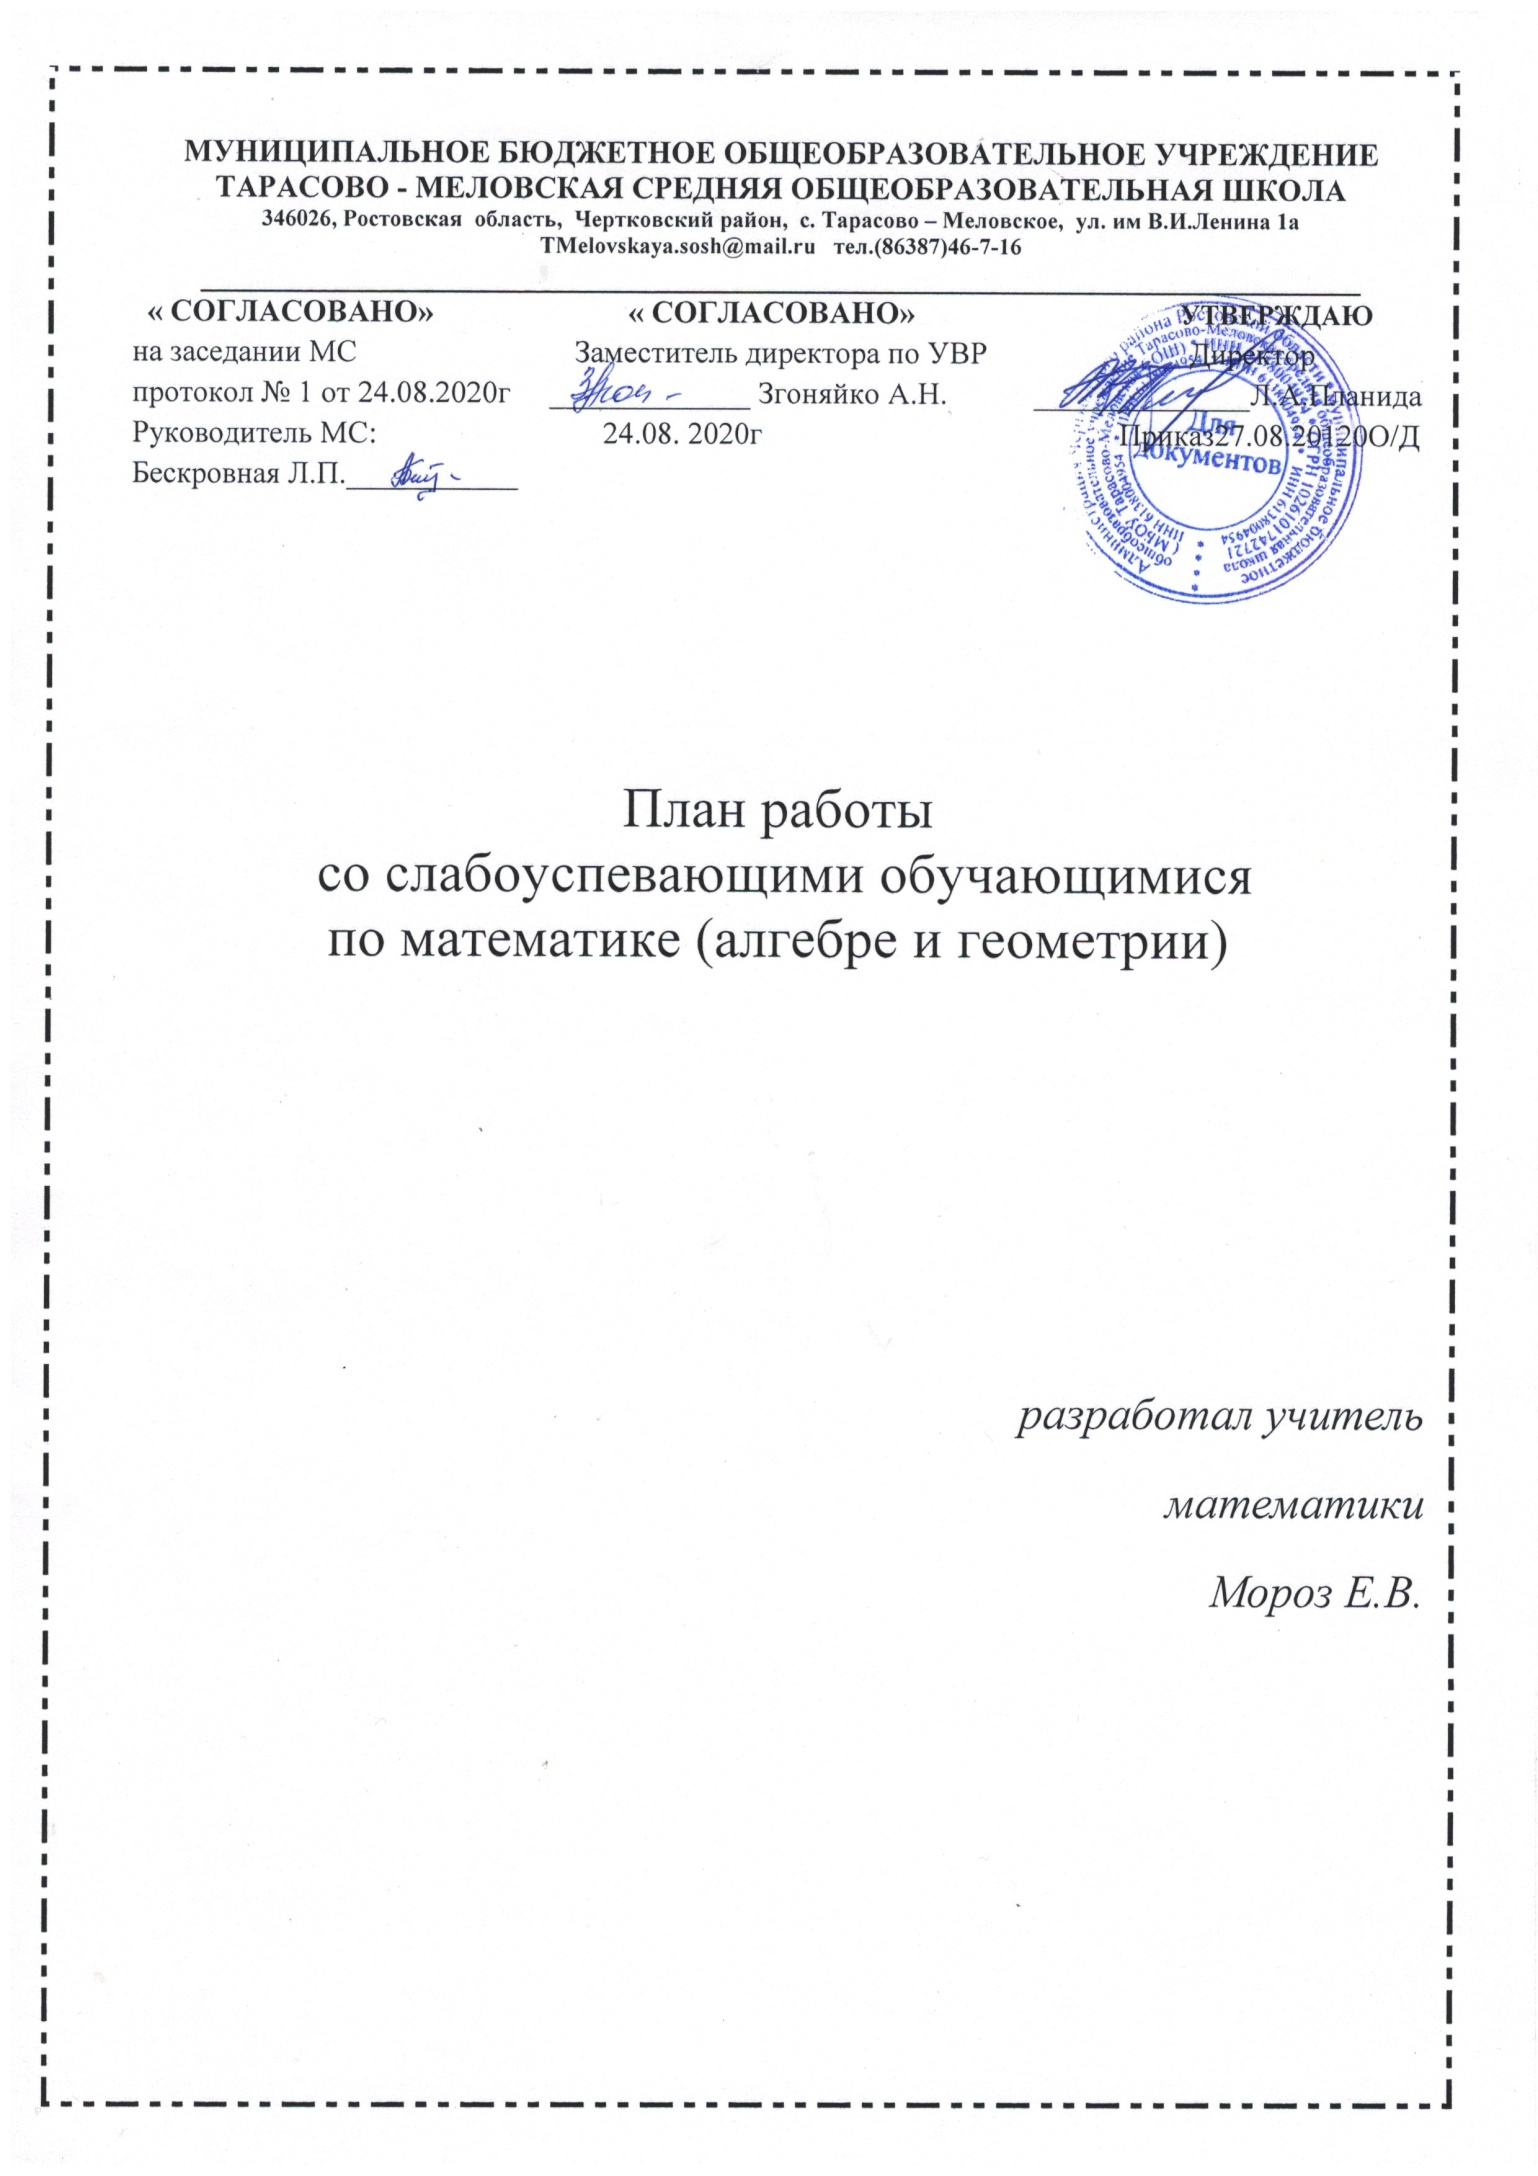 МУНИЦИПАЛЬНОЕ БЮДЖЕТНОЕ ОБЩЕОБРАЗОВАТЕЛЬНОЕ УЧРЕЖДЕНИЕ
ТАРАСОВО - МЕЛОВСКАЯ СРЕДНЯЯ ОБЩЕОБРАЗОВАТЕЛЬНАЯ ШКОЛА
346026, Ростовская область, Чертковский район, с. Тарасово – Меловское, ул. им В.И.Ленина 1а
TMelovskaya.sosh@mail.ru тел.(86387)46-7-16
« СОГЛАСОВАНО»
на заседании МС
протокол № 1 от 24.08.2020г
Руководитель МС:
Бескровная Л.П.
« СОГЛАСОВАНО»
Заместитель директора по УВР
Згоняйко А.Н.
24.08. 2020г
УТВЕРЖДАЮ
Директор
Л.А.Планида
Приказ27.08.20120О/Д
Для
документов
План работы
со слабоуспевающими обучающимися
по математике (алгебре и геометрии)
разработал учитель
математики
Мороз Е.В.